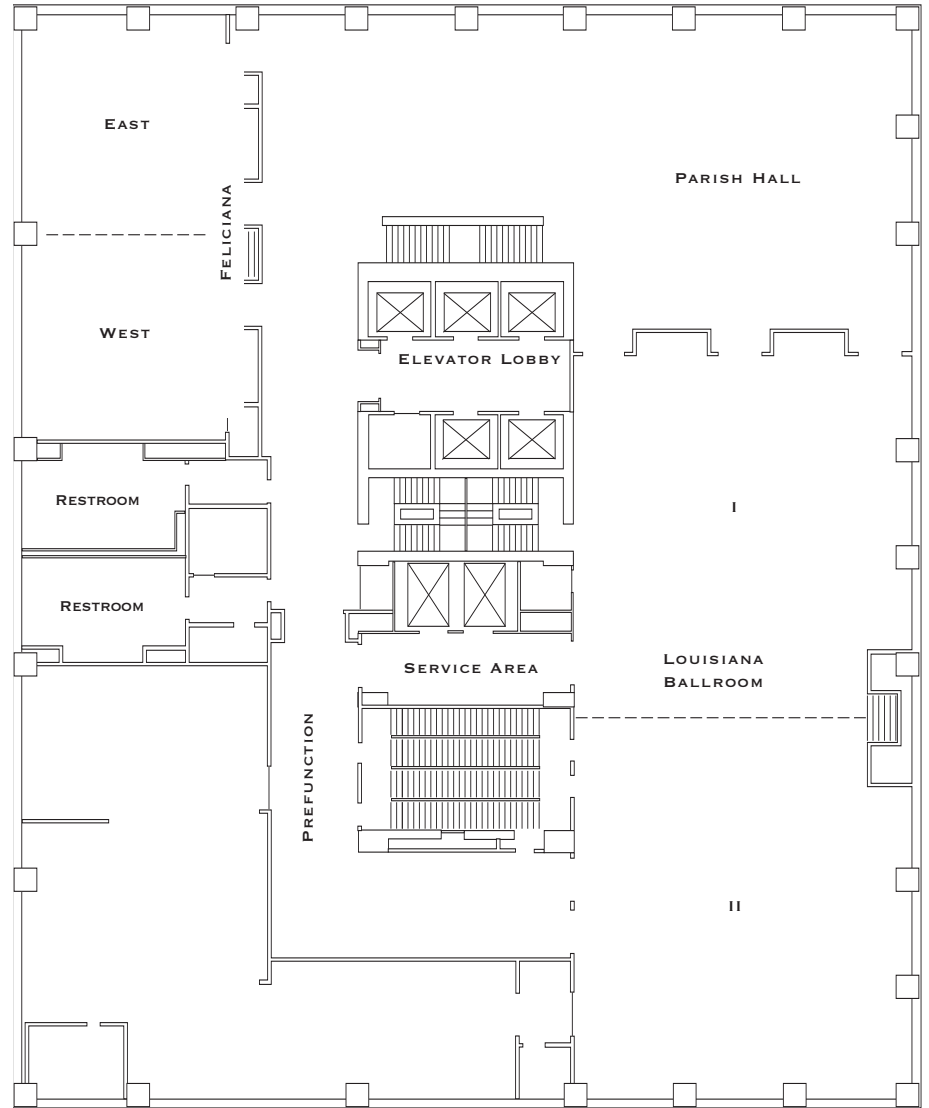 EAST
PARISH HALL
FELICIANA
WEST
ELEVATOR LOBBY
RESTROOM
I
RESTROOM
LOUISIANA
BALLROOM
SERVICE AREA
PREFUNCTION
II